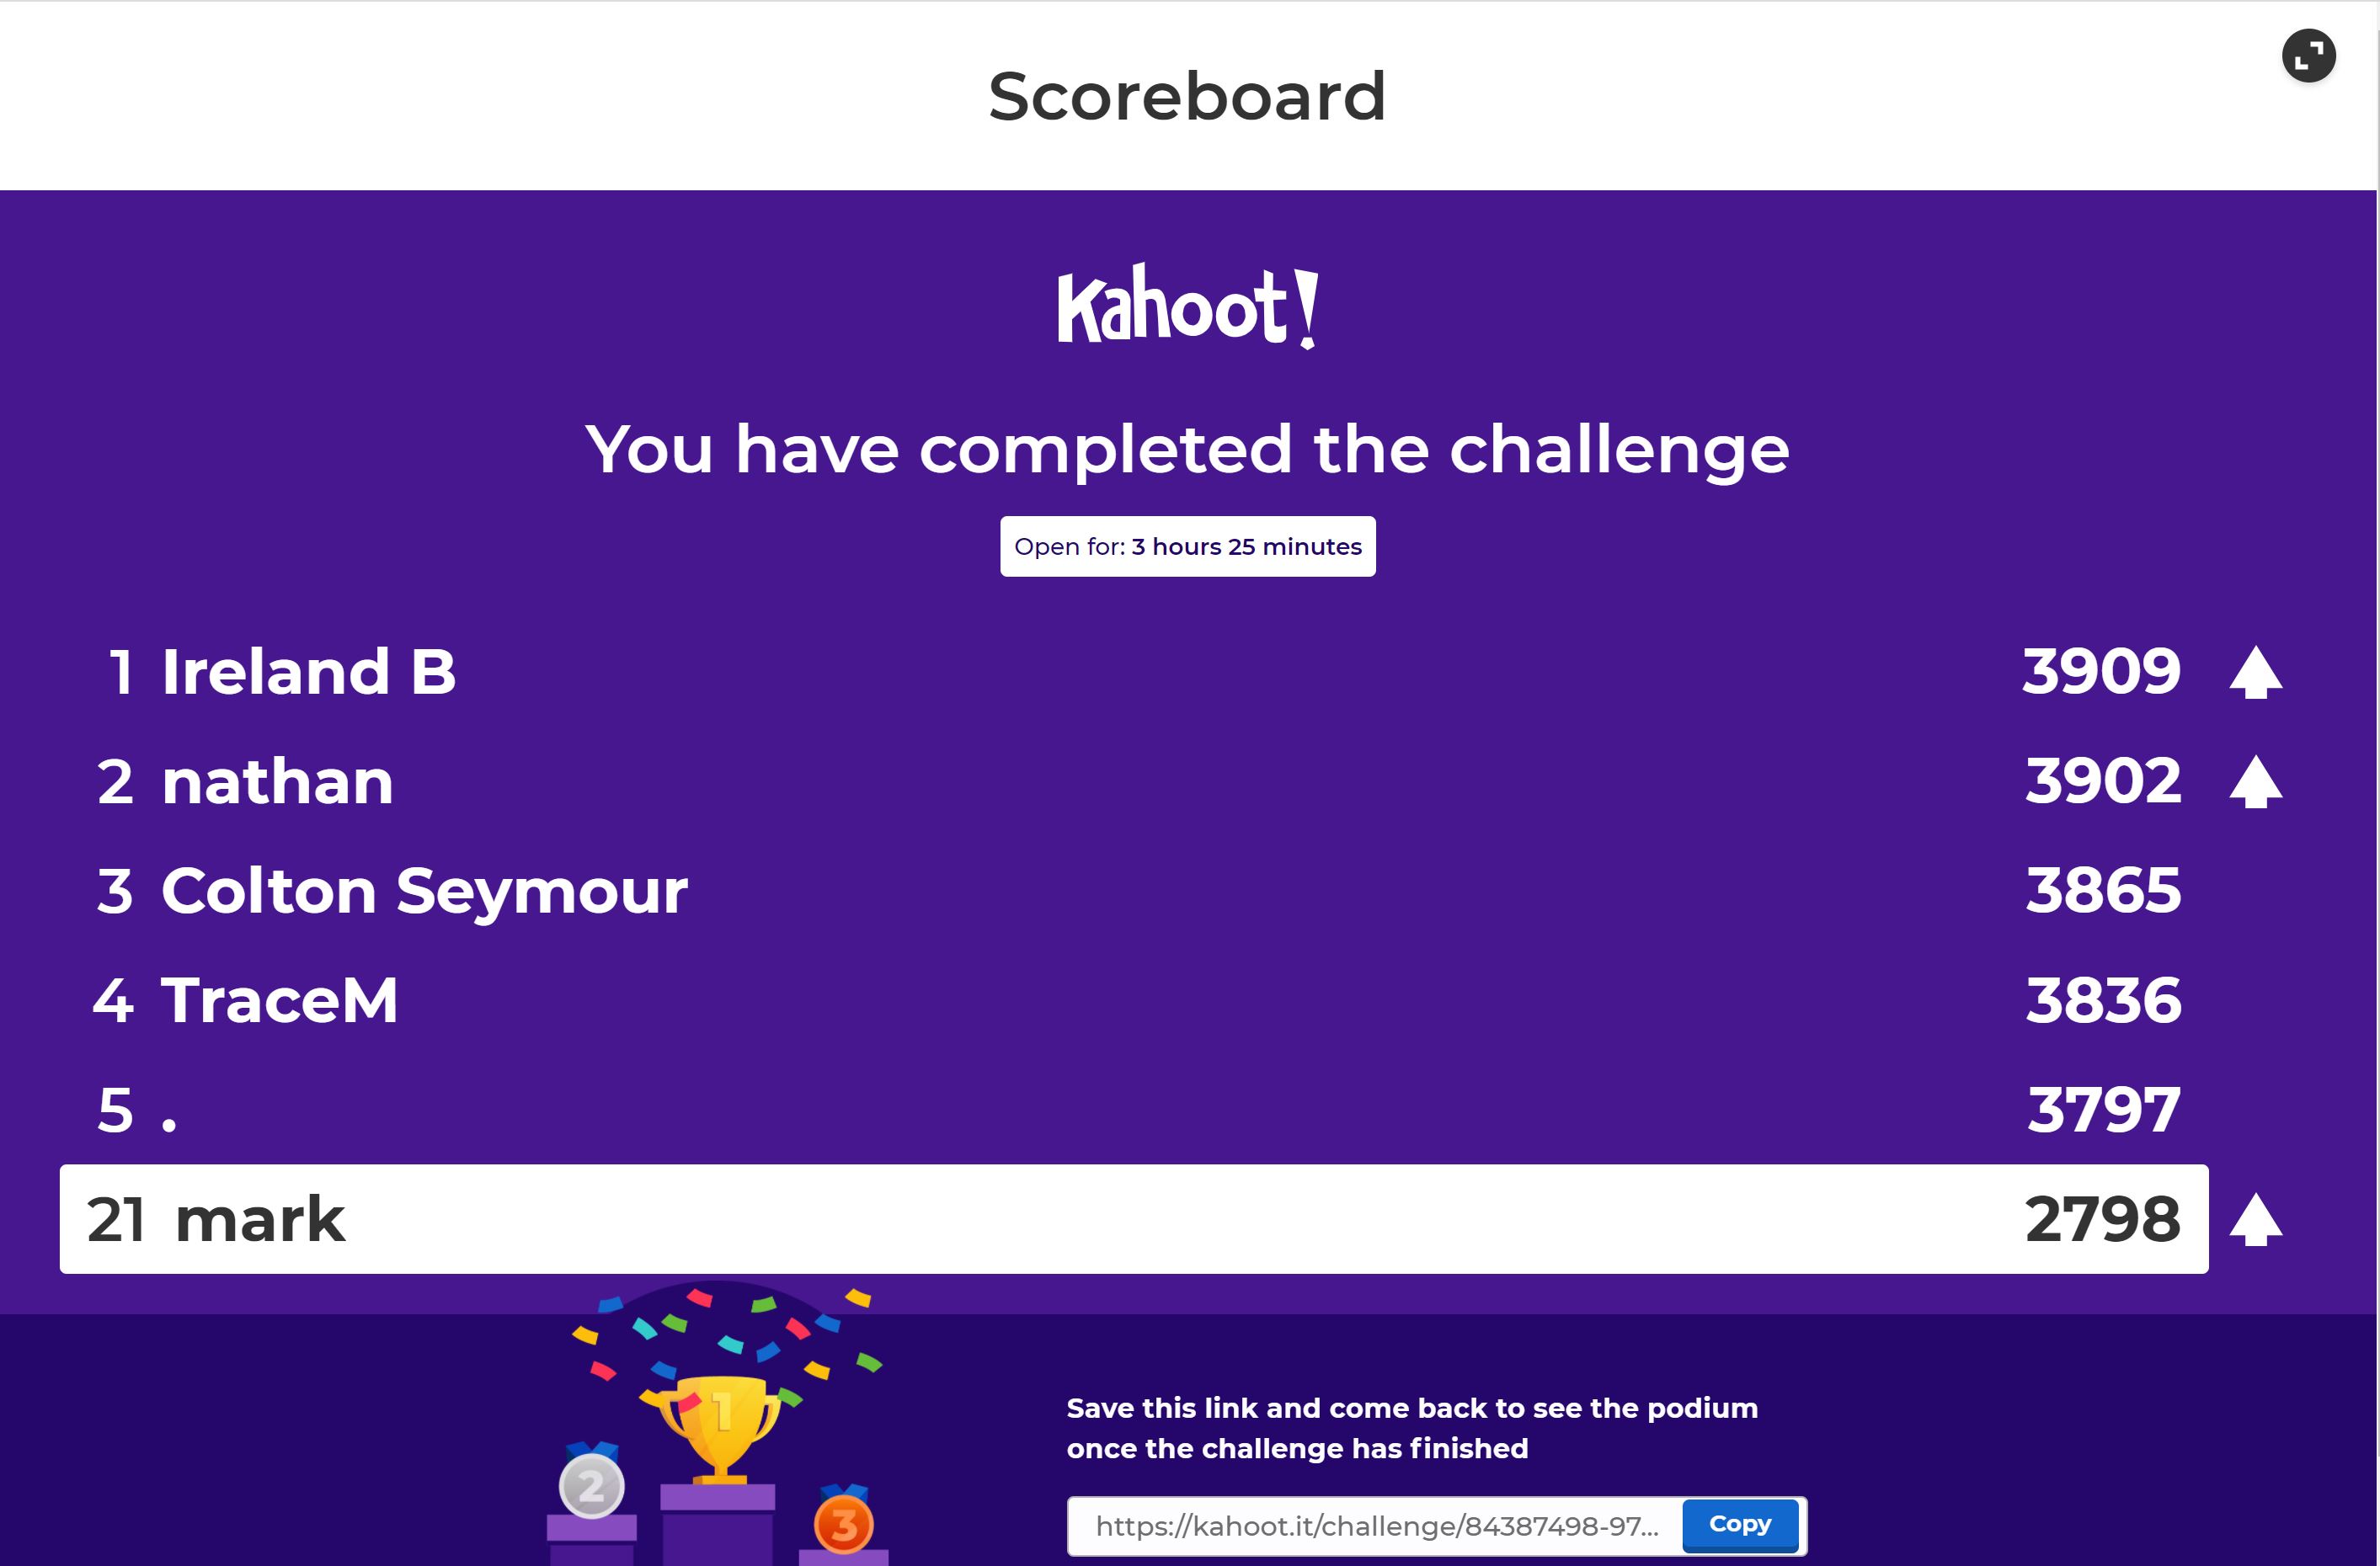 Scoreboard
Kahoot!
You have completed the challenge
Open for: 3 hours 25 minutes
1 Ireland B 3909
2 nathan 3902
3 Colton Seymour 3865
4 TraceM 3836
5 . 3797
21 mark 2798
1
2
3
Save this link and come back to see the podium
once the challenge has finished
https://kahoot.it/challenge/84387498-97... Copy